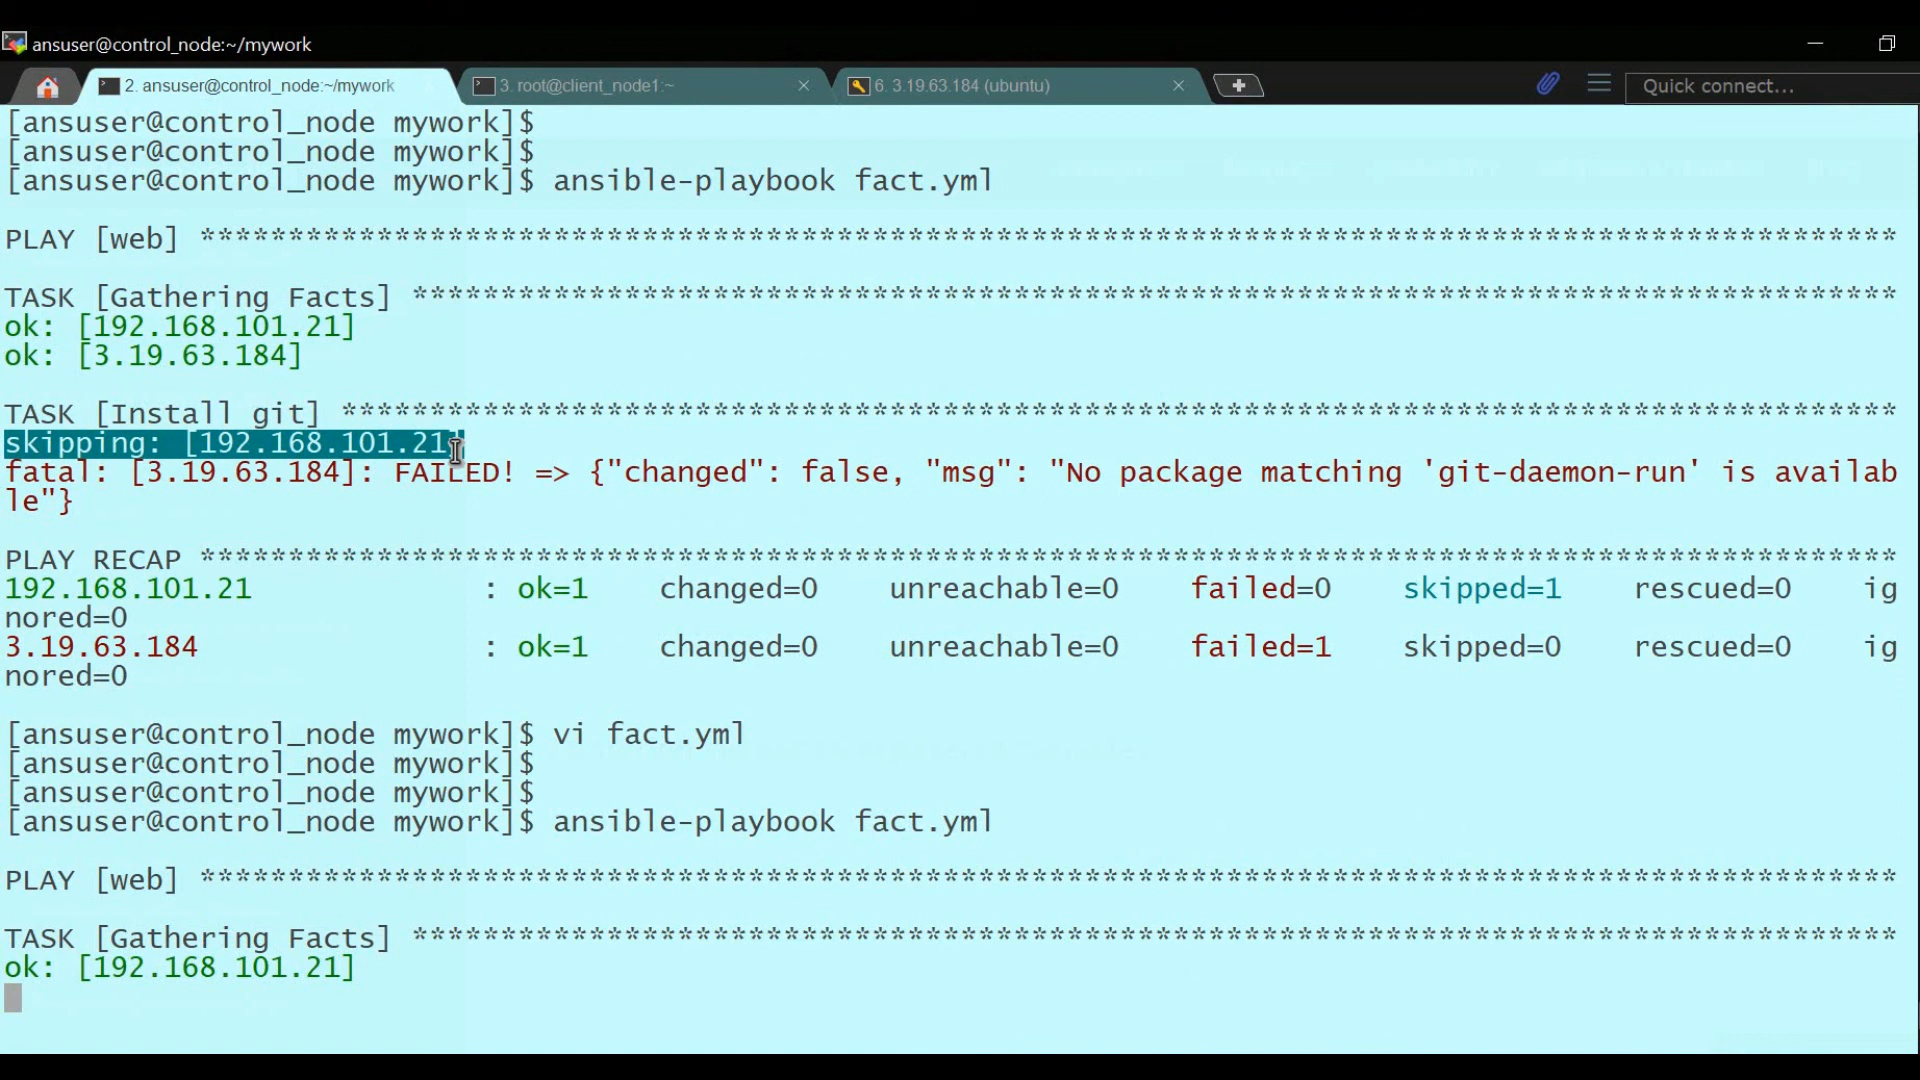 ansuser@control_node:~/mywork
2. ansuser@control_node:~/mywork
3. root@client_node1:~
6. 3.19.63.184 (ubuntu)
Quick connect...
[ansuser@control_node mywork]$
[ansuser@control_node mywork]$
[ansuser@control_node mywork]$ ansible-playbook fact.yml
PLAY [web] ************************************************************************************************
TASK [Gathering Facts] ************************************************************************************
ok: [192.168.101.21]
ok: [3.19.63.184]
TASK [Install git] ****************************************************************************************
skipping: [192.168.101.21]
fatal: [3.19.63.184]: FAILED! => {"changed": false, "msg": "No package matching 'git-daemon-run' is availab
le"}
PLAY RECAP ************************************************************************************************
192.168.101.21             : ok=1    changed=0    unreachable=0    failed=0    skipped=1    rescued=0    ig
nored=0
3.19.63.184                : ok=1    changed=0    unreachable=0    failed=1    skipped=0    rescued=0    ig
nored=0
[ansuser@control_node mywork]$ vi fact.yml
[ansuser@control_node mywork]$
[ansuser@control_node mywork]$
[ansuser@control_node mywork]$ ansible-playbook fact.yml
PLAY [web] ************************************************************************************************
TASK [Gathering Facts] ************************************************************************************
ok: [192.168.101.21]